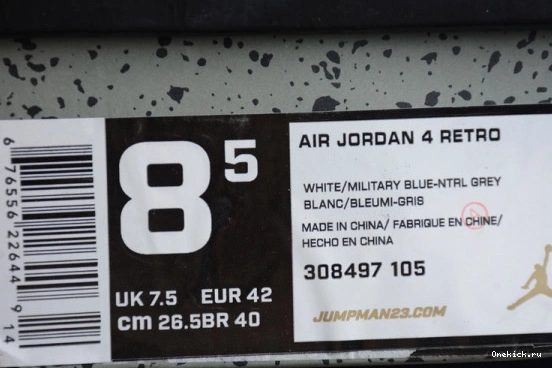 6 76556 22644 9 14
8 5
UK 7.5 EUR 42
cm 26.5BR 40
AIR JORDAN 4 RETRO
WHITE/MILITARY BLUE-NTRL GREY
BLANC/BLEUMI-GRIS
MADE IN CHINA/ FABRIQUE EN CHINE/
HECHO EN CHINA
308497 105
JUMPMAN23.COM
Onekick.ru